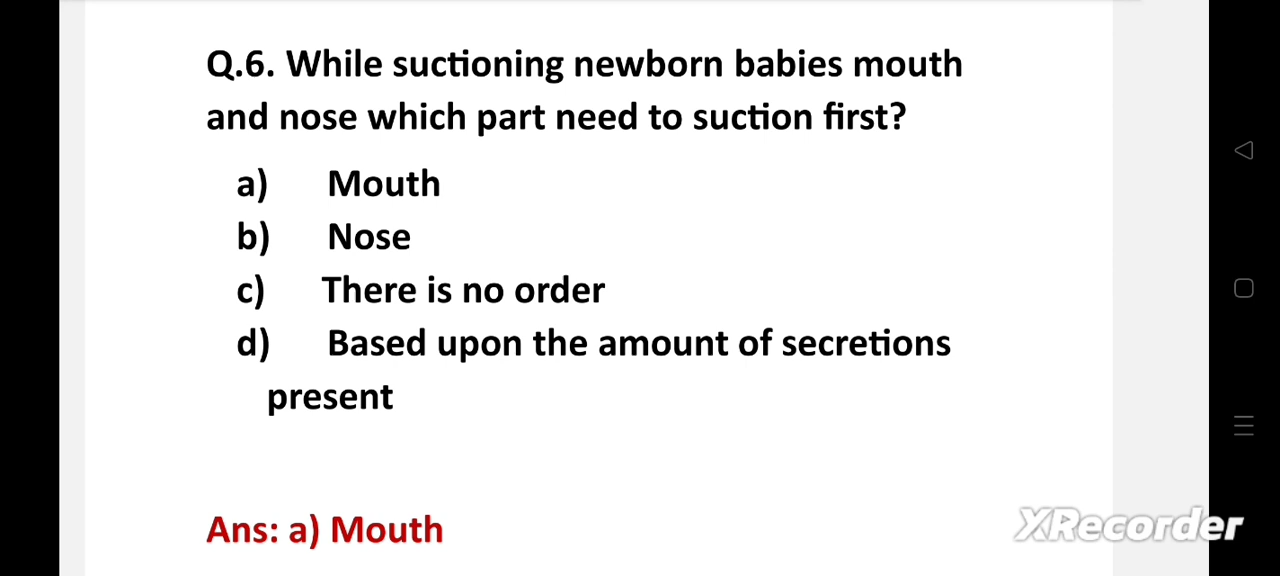 Q.6. While suctioning newborn babies mouth
and nose which part need to suction first?
a) Mouth
b) Nose
c) There is no order
d) Based upon the amount of secretions
present
Ans: a) Mouth
XRecorder